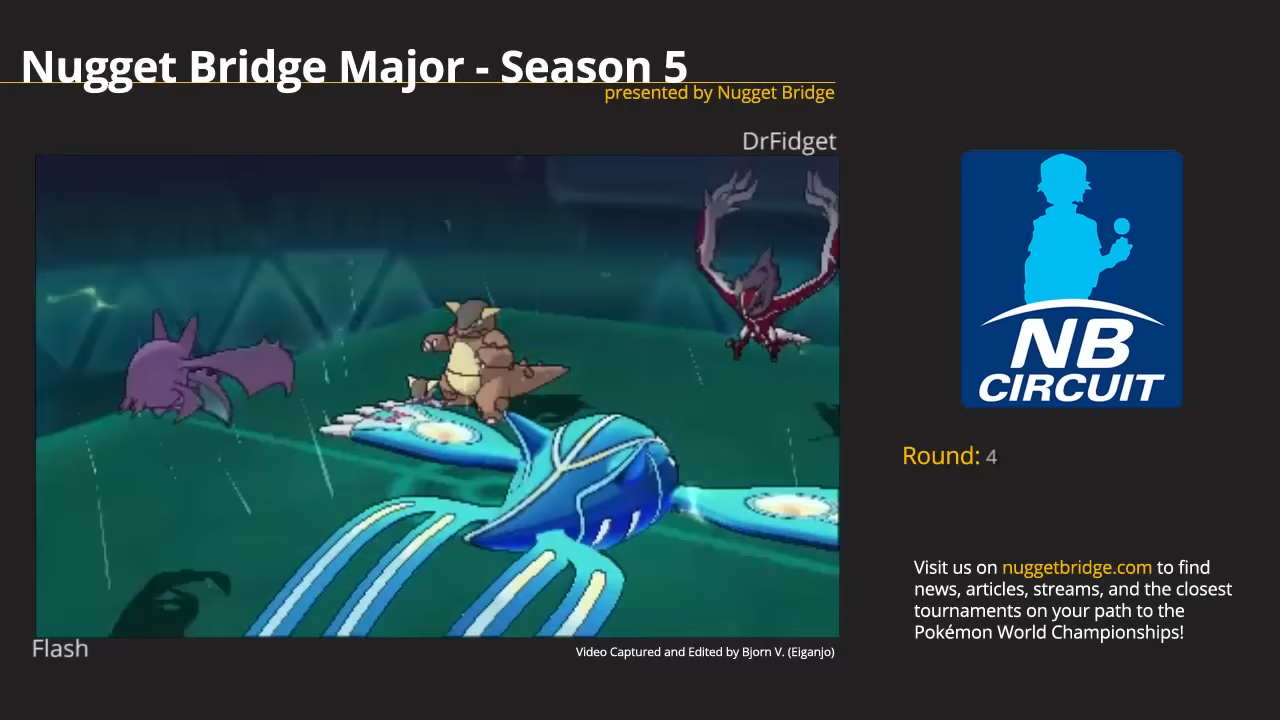 Nugget Bridge Major - Season 5
presented by Nugget Bridge
DrFidget
NB
CIRCUIT
Round: 4
Visit us on nuggetbridge.com to find
news, articles, streams, and the closest
tournaments on your path to the
Pokémon World Championships!
Flash
Video Captured and Edited by Bjorn V. (Eiganjo)